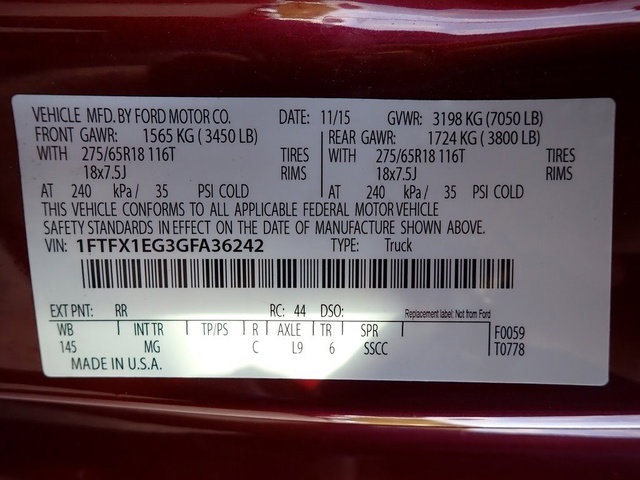 VEHICLE MFD. BY FORD MOTOR CO. DATE: 11/15 GVWR: 3198 KG (7050 LB)
FRONT GAWR: 1565 KG ( 3450 LB) REAR GAWR: 1724 KG ( 3800 LB)
WITH 275/65R18 116T TIRES WITH 275/65R18 116T TIRES
18x7.5J RIMS 18x7.5J RIMS
AT 240 kPa / 35 PSI COLD AT 240 kPa / 35 PSI COLD
THIS VEHICLE CONFORMS TO ALL APPLICABLE FEDERAL MOTOR VEHICLE
SAFETY STANDARDS IN EFFECT ON THE DATE OF MANUFACTURE SHOWN ABOVE.
VIN: 1FTFX1EG3GFA36242 TYPE: Truck
EXT PNT: RR RC: 44 DSO: Replacement label: Not from Ford
WB INT TR TP/PS R AXLE TR SPR F0059
145 MG C L9 6 SSCC T0778
MADE IN U.S.A.